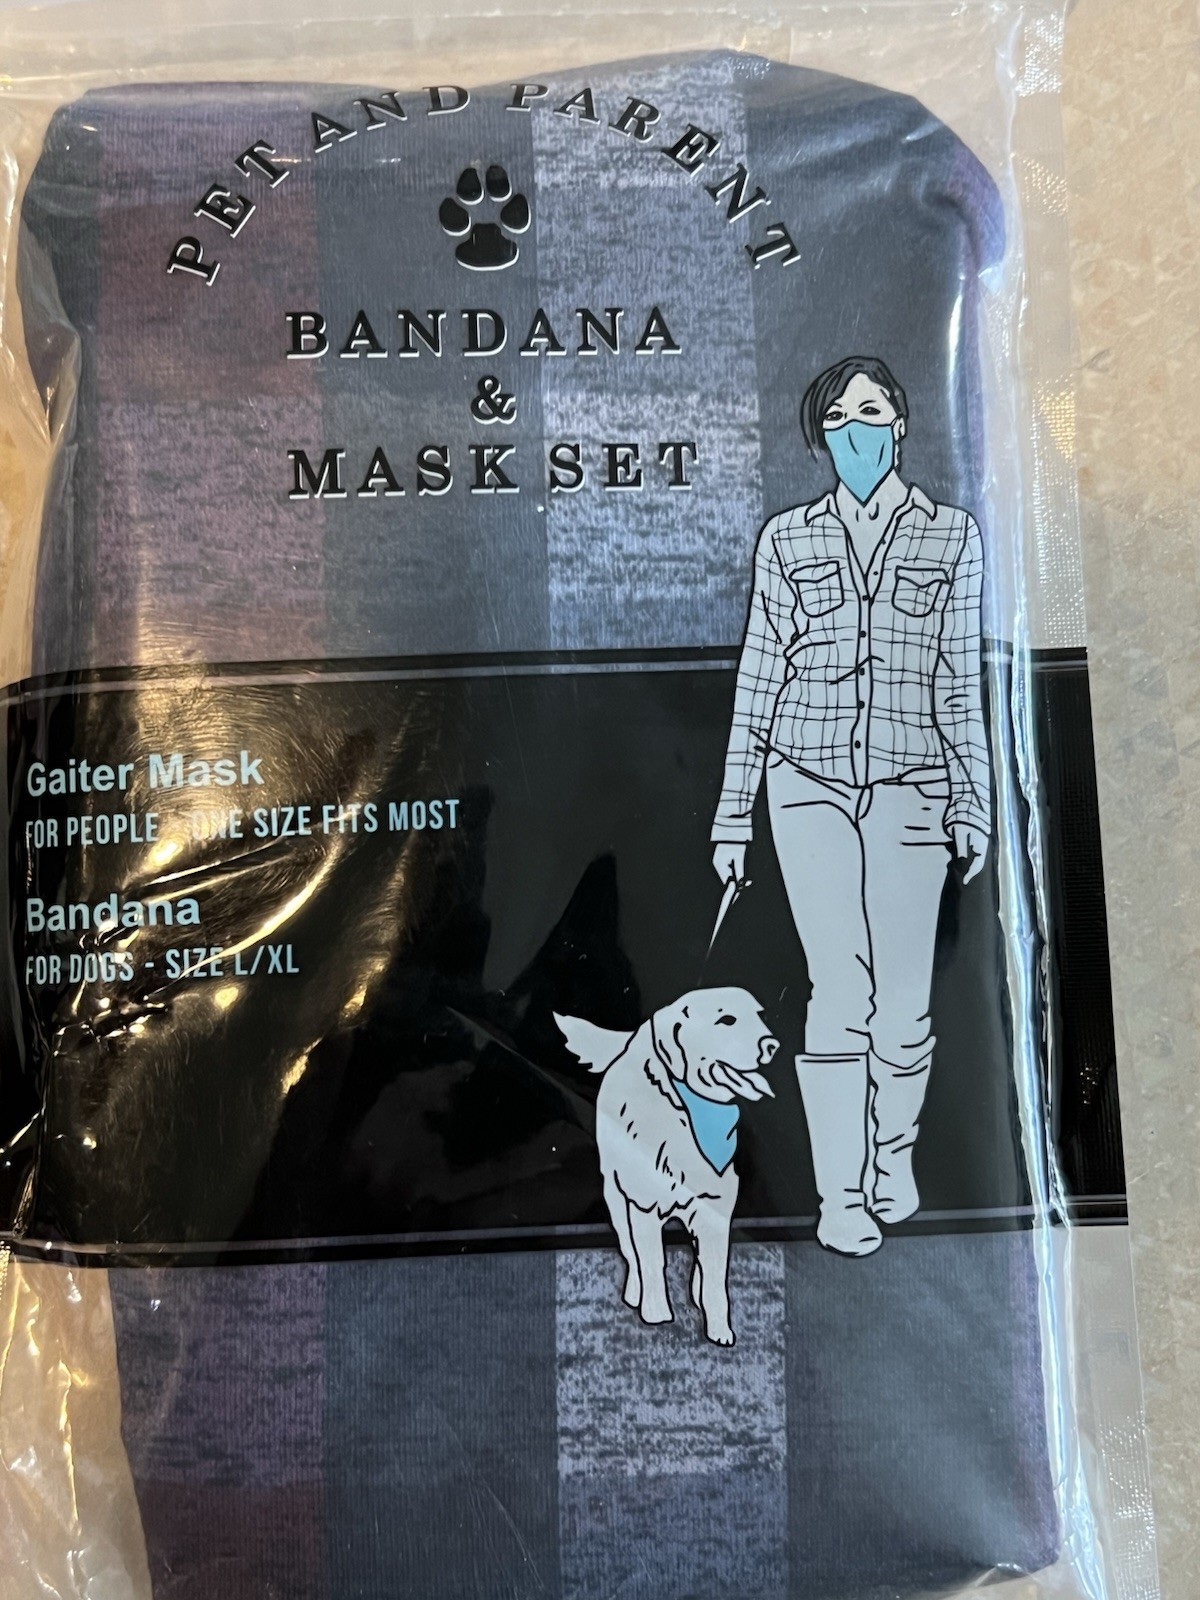 PET AND PARENT
BANDANA
&
MASK SET
Gaiter Mask
FOR PEOPLE - ONE SIZE FITS MOST
Bandana
FOR DOGS - SIZE L/XL